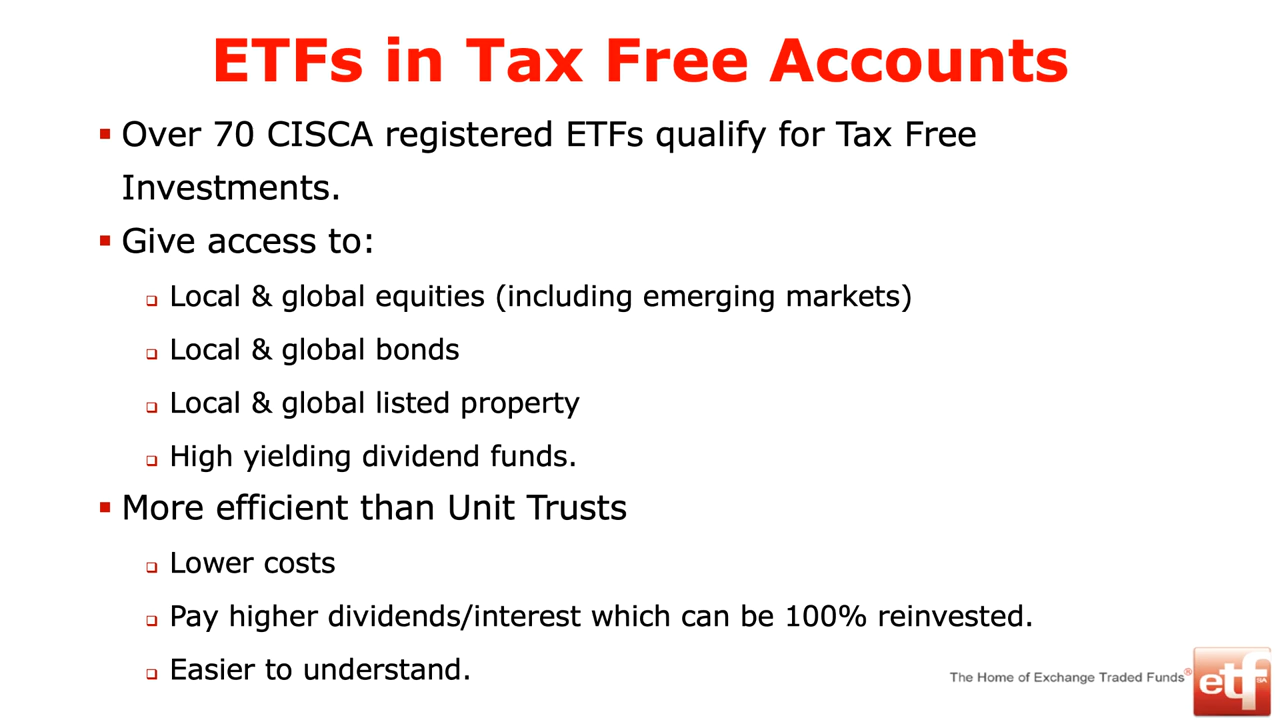 ETFs in Tax Free Accounts
Over 70 CISCA registered ETFs qualify for Tax Free
Investments.
Give access to:
Local & global equities (including emerging markets)
Local & global bonds
Local & global listed property
High yielding dividend funds.
More efficient than Unit Trusts
Lower costs
Pay higher dividends/interest which can be 100% reinvested.
Easier to understand.
The Home of Exchange Traded Funds®
etfSA